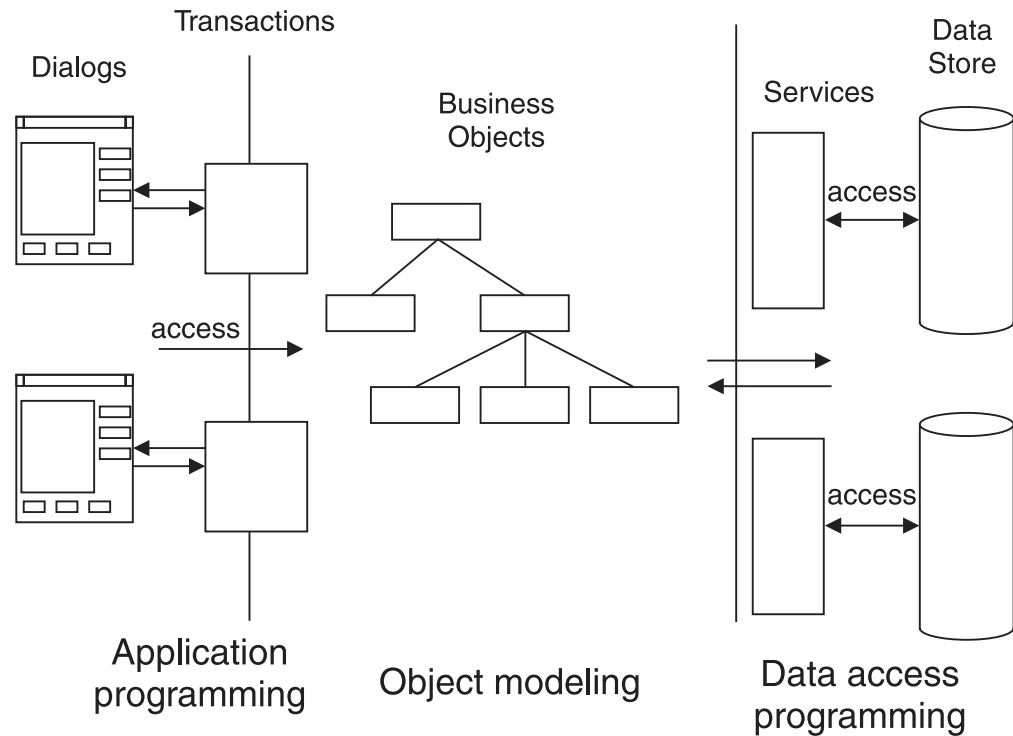 Transactions
Dialogs
Business
Objects
Services
Data
Store
access
access
access
Application
programming
Object modeling
Data access
programming